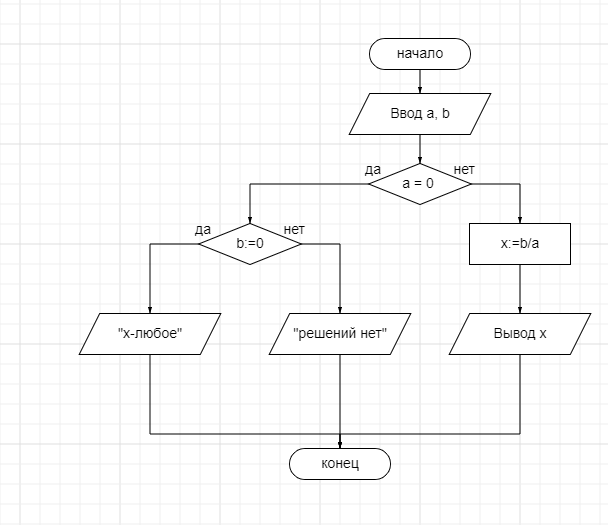 начало
Ввод a, b
да
a = 0
нет
да
b:=0
нет
x:=b/a
"x-любое"
"решений нет"
Вывод x
конец